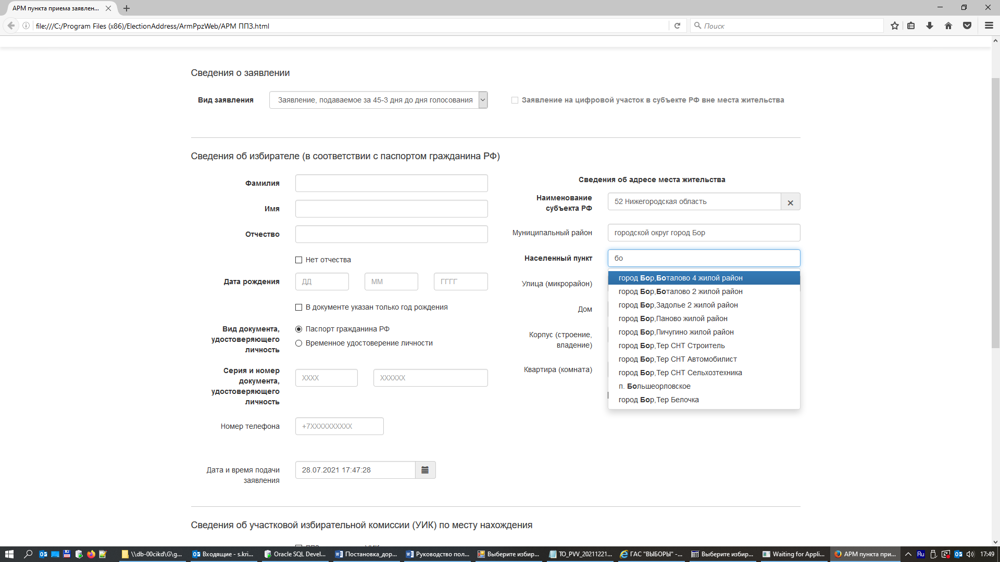 АРМ пункта приема заявлен...
file:///C:/Program Files (x86)/ElectionAddress/ArmPpzWeb/АРМ ППЗ.html
Поиск
Сведения о заявлении
Вид заявления
Заявление, подаваемое за 45-3 дня до дня голосования
Заявление на цифровой участок в субъекте РФ вне места жительства
Сведения об избирателе (в соответствии с паспортом гражданина РФ)
Фамилия
Имя
Отчество
Нет отчества
Дата рождения
ДД
ММ
ГГГГ
В документе указан только год рождения
Вид документа,
удостоверяющего
личность
Паспорт гражданина РФ
Временное удостоверение личности
Серия и номер
документа,
удостоверяющего
личность
XXXX
XXXXXX
Номер телефона
+7XXXXXXXXXX
Дата и время подачи
заявления
28.07.2021 17:47:28
Сведения об адресе места жительства
Наименование
субъекта РФ
52 Нижегородская область
Муниципальный район
городской округ город Бор
Населенный пункт
бо
город Бор,Боталово 4 жилой район
город Бор,Боталово 2 жилой район
город Бор,Задолье 2 жилой район
город Бор,Паново жилой район
город Бор,Пичугино жилой район
город Бор,Тер СНТ Строитель
город Бор,Тер СНТ Автомобилист
город Бор,Тер СНТ Сельхозтехника
п. Большеорловское
город Бор,Тер Белочка
Улица (микрорайон)
Дом
Корпус (строение,
владение)
Квартира (комната)
Сведения об участковой избирательной комиссии (УИК) по месту нахождения
\\db-00cikd\G\g...
Входящие - s.kri...
Oracle SQL Devel...
Постановка_дор...
Руководство пол...
Выберите избир...
TO_PVV_20211221...
ГАС "ВЫБОРЫ" -...
Выберите избир...
Waiting for Appli...
АРМ пункта при...
Ru
17:49